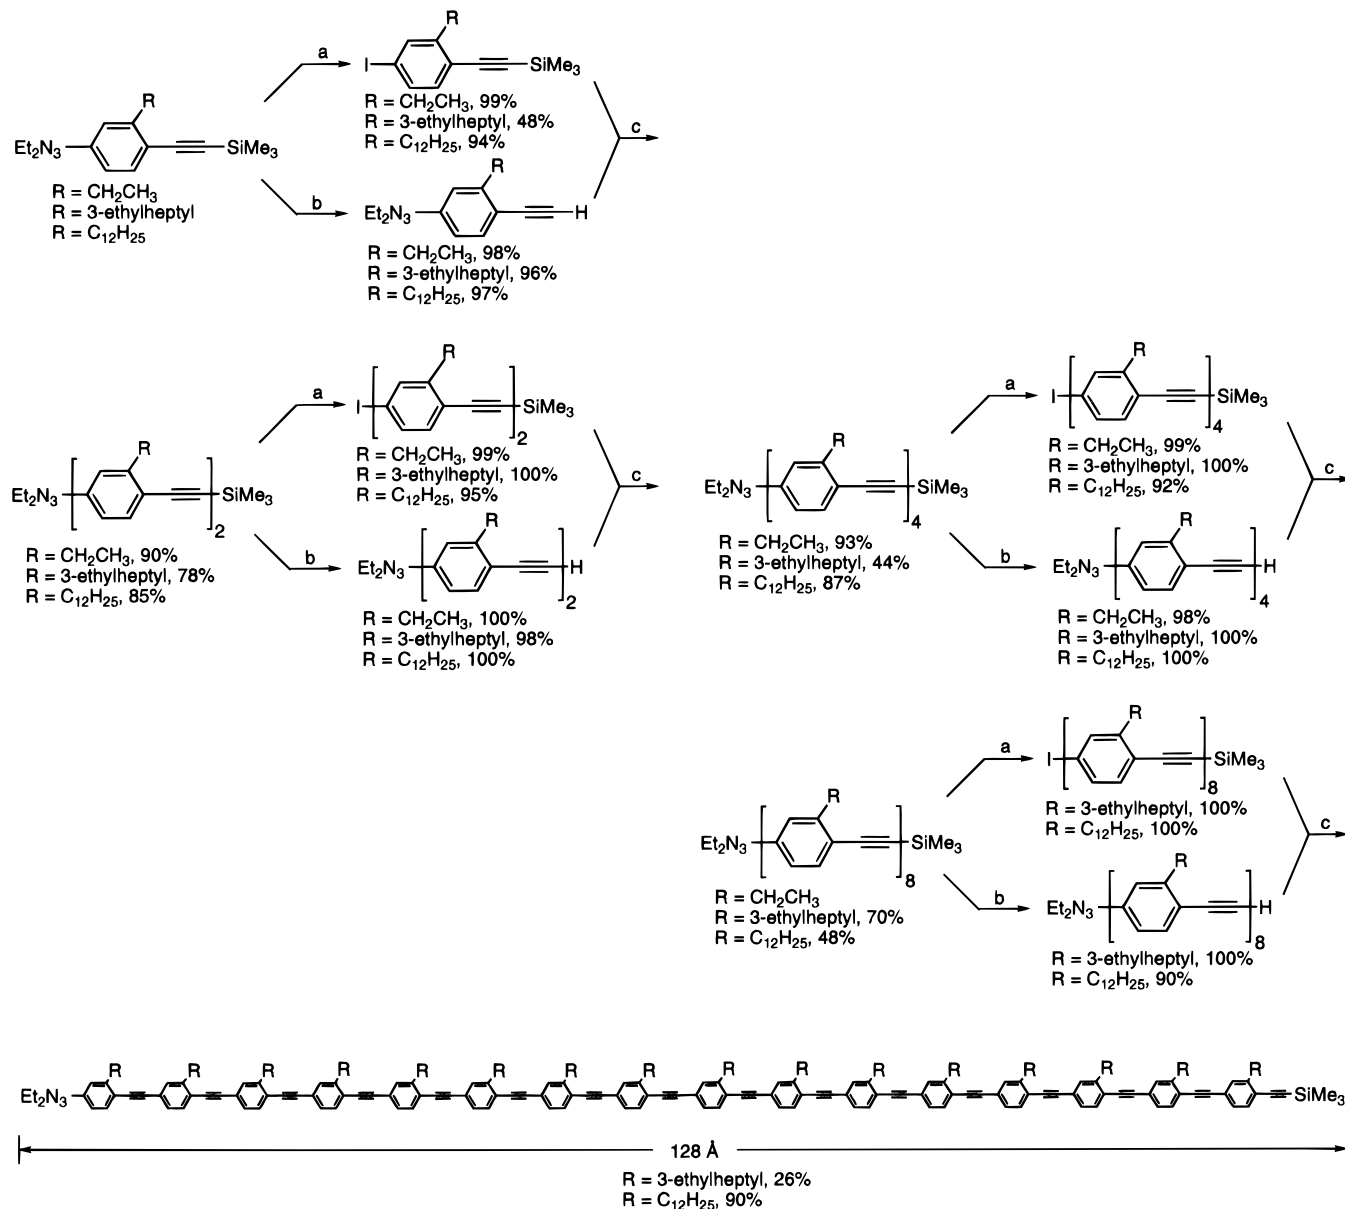 R
a
I
SiMe₃
R = CH₂CH₃, 99%
R = 3-ethylheptyl, 48%
R = C₁₂H₂₅, 94%
R
Et₂N₃
SiMe₃
R = CH₂CH₃
R = 3-ethylheptyl
R = C₁₂H₂₅
c
b
R
Et₂N₃
H
R = CH₂CH₃, 98%
R = 3-ethylheptyl, 96%
R = C₁₂H₂₅, 97%
R
a
I
SiMe₃
2
R = CH₂CH₃, 99%
R = 3-ethylheptyl, 100%
R = C₁₂H₂₅, 95%
R
Et₂N₃
SiMe₃
2
R = CH₂CH₃, 90%
R = 3-ethylheptyl, 78%
R = C₁₂H₂₅, 85%
c
b
R
Et₂N₃
H
2
R = CH₂CH₃, 100%
R = 3-ethylheptyl, 98%
R = C₁₂H₂₅, 100%
R
Et₂N₃
SiMe₃
4
R = CH₂CH₃, 93%
R = 3-ethylheptyl, 44%
R = C₁₂H₂₅, 87%
a
R
I
SiMe₃
4
R = CH₂CH₃, 99%
R = 3-ethylheptyl, 100%
R = C₁₂H₂₅, 92%
c
b
R
Et₂N₃
H
4
R = CH₂CH₃, 98%
R = 3-ethylheptyl, 100%
R = C₁₂H₂₅, 100%
R
a
I
SiMe₃
8
R = 3-ethylheptyl, 100%
R = C₁₂H₂₅, 100%
R
Et₂N₃
SiMe₃
8
R = CH₂CH₃
R = 3-ethylheptyl, 70%
R = C₁₂H₂₅, 48%
c
b
R
Et₂N₃
H
8
R = 3-ethylheptyl, 100%
R = C₁₂H₂₅, 90%
R R R R R R R R R R R R R R R R
Et₂N₃
SiMe₃
128 Å
R = 3-ethylheptyl, 26%
R = C₁₂H₂₅, 90%